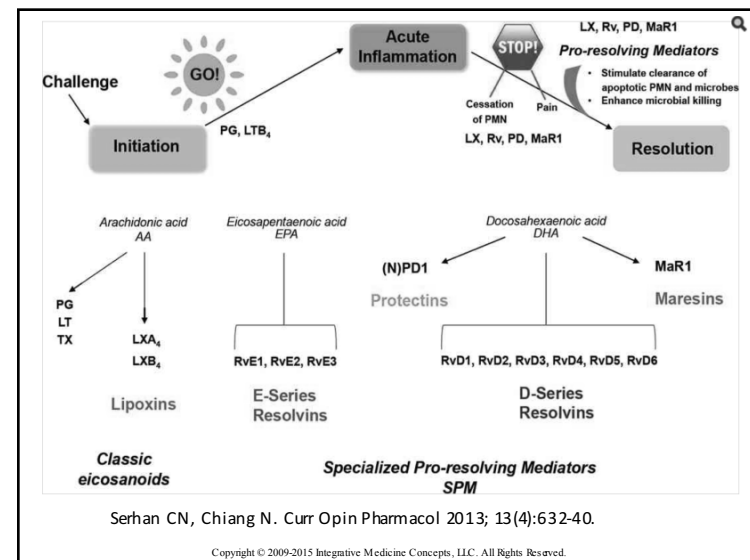 Challenge
GO!
Acute
Inflammation
STOP!
LX, Rv, PD, MaR1
Pro-resolving Mediators
• Stimulate clearance of
apoptotic PMN and microbes
• Enhance microbial killing
Cessation
of PMN
Pain
LX, Rv, PD, MaR1
Initiation
PG, LTB4
Resolution
Arachidonic acid
AA
Eicosapentaenoic acid
EPA
Docosahexaenoic acid
DHA
(N)PD1
Protectins
MaR1
Maresins
PG
LT
TX
LXA4
LXB4
Lipoxins
RvE1, RvE2, RvE3
E-Series
Resolvins
RvD1, RvD2, RvD3, RvD4, RvD5, RvD6
D-Series
Resolvins
Classic
eicosanoids
Specialized Pro-resolving Mediators
SPM
Serhan CN, Chiang N. Curr Opin Pharmacol 2013; 13(4):632-40.
Copyright © 2009-2015 Integrative Medicine Concepts, LLC. All Rights Reserved.